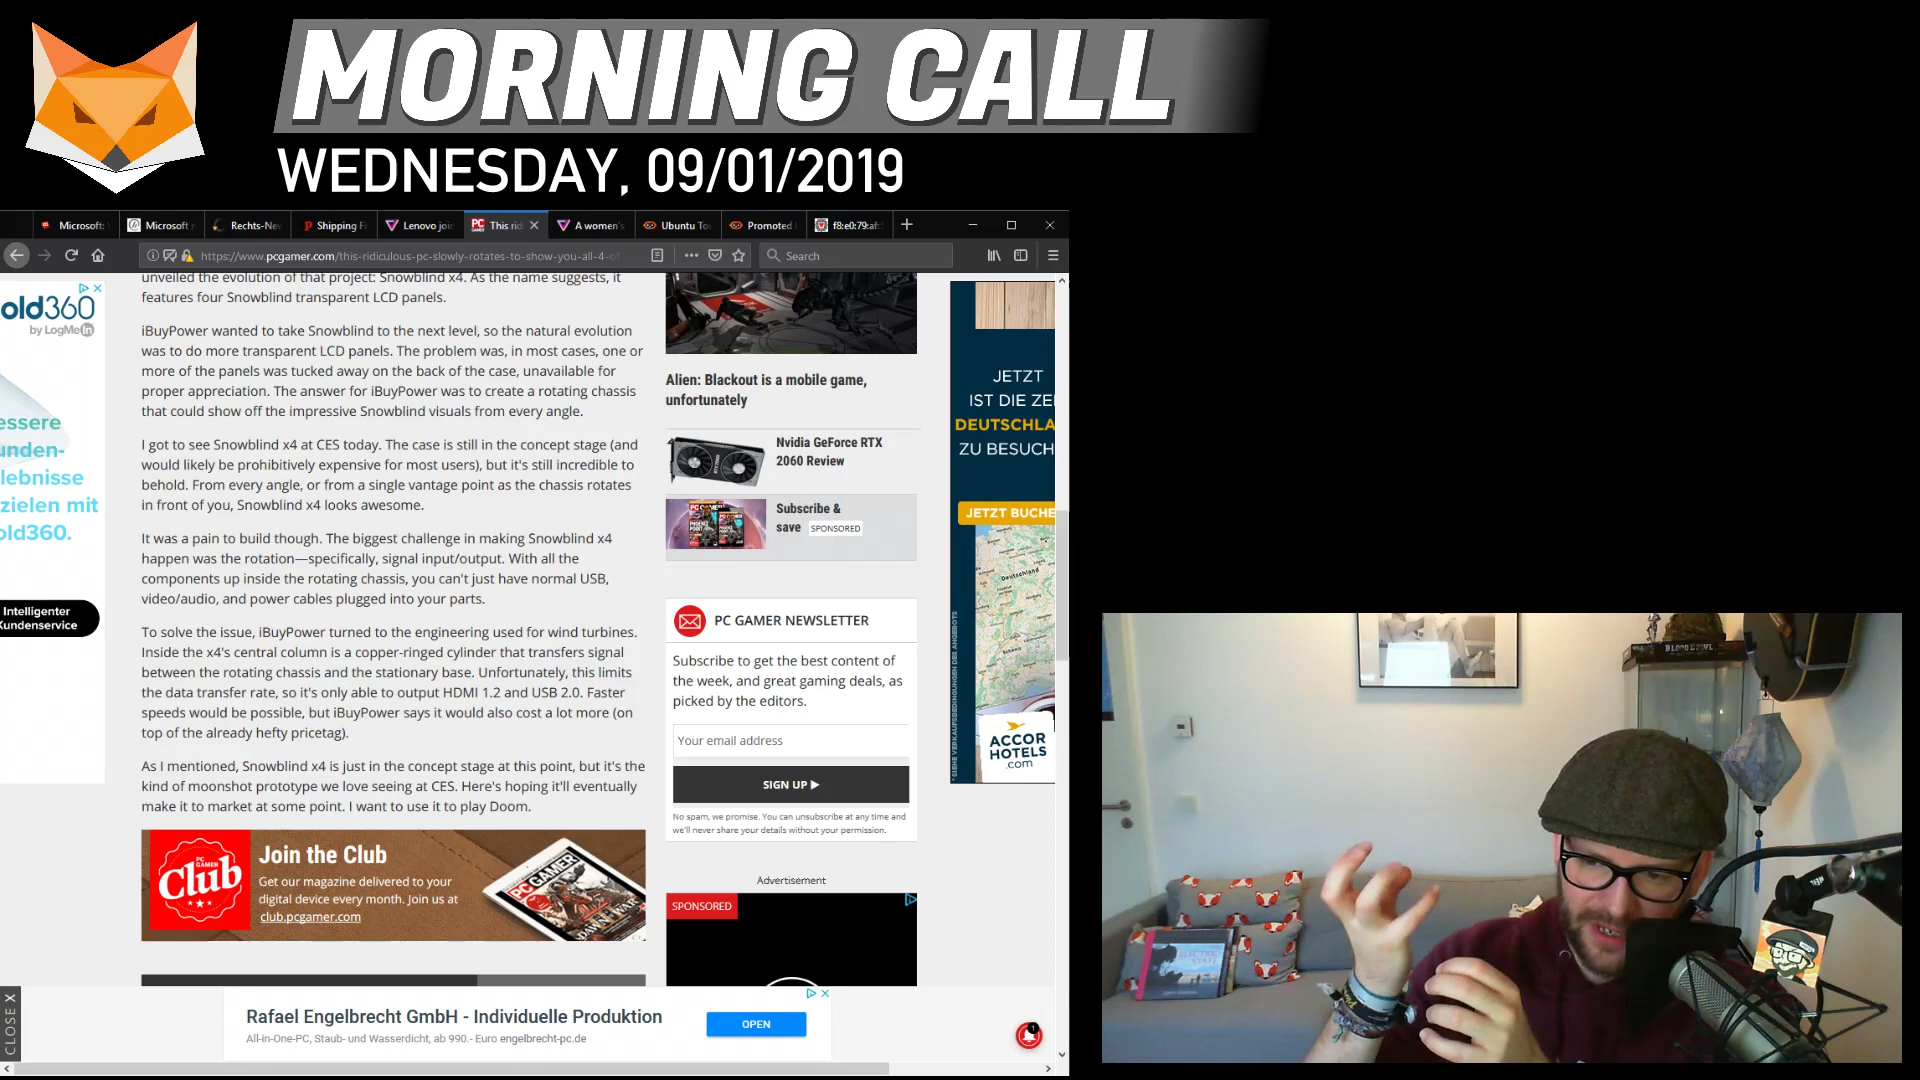 MORNING CALL
WEDNESDAY, 09/01/2019
Microsoft:
Microsoft
Rechts-Nev
Shipping Fi
Lenovo join
PC This rid
A women's
Ubuntu To
Promoted
f8:e0:79:af:
https://www.pcgamer.com/this-ridiculous-pc-slowly-rotates-to-show-you-all-4-of
Search
unveiled the evolution of that project: Snowblind x4. As the name suggests, it
features four Snowblind transparent LCD panels.
iBuyPower wanted to take Snowblind to the next level, so the natural evolution
was to do more transparent LCD panels. The problem was, in most cases, one or
more of the panels was tucked away on the back of the case, unavailable for
proper appreciation. The answer for iBuyPower was to create a rotating chassis
that could show off the impressive Snowblind visuals from every angle.
I got to see Snowblind x4 at CES today. The case is still in the concept stage (and
would likely be prohibitively expensive for most users), but it's still incredible to
behold. From every angle, or from a single vantage point as the chassis rotates
in front of you, Snowblind x4 looks awesome.
It was a pain to build though. The biggest challenge in making Snowblind x4
happen was the rotation—specifically, signal input/output. With all the
components up inside the rotating chassis, you can't just have normal USB,
video/audio, and power cables plugged into your parts.
To solve the issue, iBuyPower turned to the engineering used for wind turbines.
Inside the x4's central column is a copper-ringed cylinder that transfers signal
between the rotating chassis and the stationary base. Unfortunately, this limits
the data transfer rate, so it's only able to output HDMI 1.2 and USB 2.0. Faster
speeds would be possible, but iBuyPower says it would also cost a lot more (on
top of the already hefty pricetag).
As I mentioned, Snowblind x4 is just in the concept stage at this point, but it's the
kind of moonshot prototype we love seeing at CES. Here's hoping it'll eventually
make it to market at some point. I want to use it to play Doom.
PC GAMER
Club
Join the Club
Get our magazine delivered to your
digital device every month. Join us at
club.pcgamer.com
PC GAMER
DAWN WAR
old360
by LogMeIn
essere
unden-
lebnisse
zielen mit
old360.
Intelligenter
Kundenservice
Alien: Blackout is a mobile game,
unfortunately
Nvidia GeForce RTX
2060 Review
Subscribe &
save SPONSORED
PC GAMER NEWSLETTER
Subscribe to get the best content of
the week, and great gaming deals, as
picked by the editors.
Your email address
SIGN UP
No spam, we promise. You can unsubscribe at any time and
we'll never share your details without your permission.
Advertisement
SPONSORED
JETZT
IST DIE ZEI
DEUTSCHLA
ZU BESUCH
JETZT BUCHE
Deutschland
ACCOR
HOTELS
.com
* SIEHE VERKAUFSBEDINGUNGEN DES ANGEBOTS
CLOSE X
Rafael Engelbrecht GmbH - Individuelle Produktion
All-in-One-PC, Staub- und Wasserdicht, ab 990.- Euro engelbrecht-pc.de
OPEN
1
BLOOD BOWL
ELECTRIC
STATE